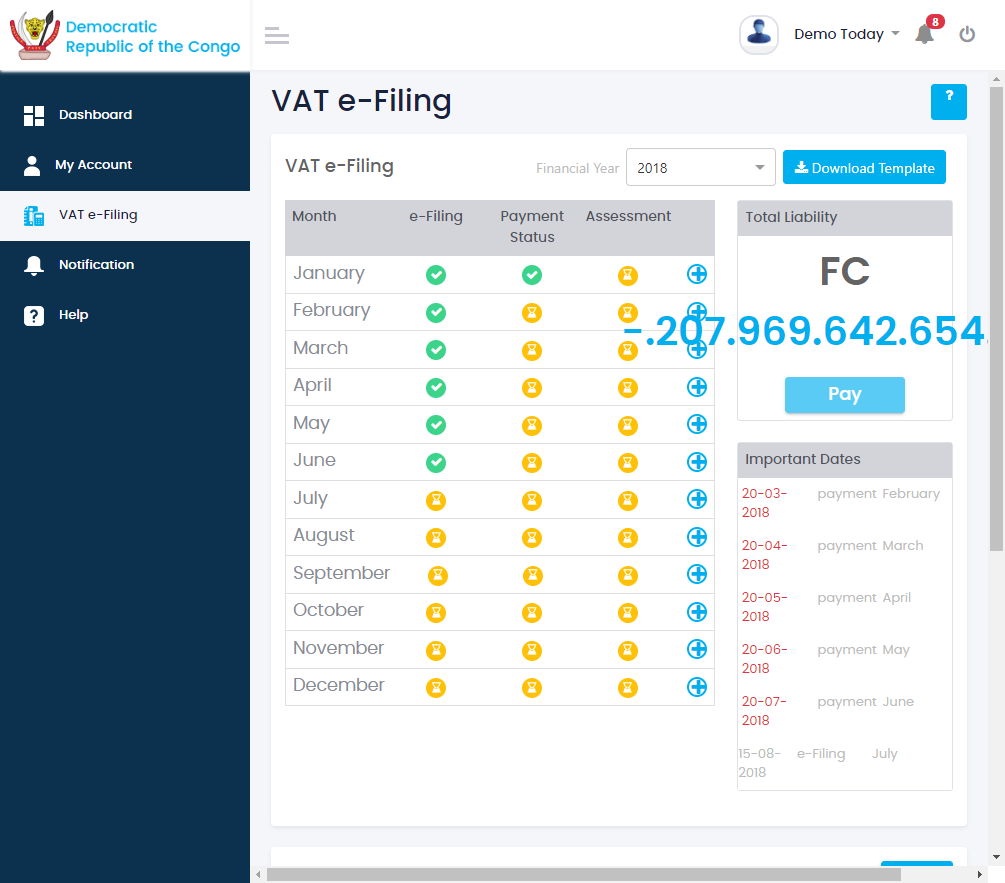 Democratic
Republic of the Congo
Demo Today
8
Dashboard
My Account
VAT e-Filing
Notification
Help
VAT e-Filing
?
VAT e-Filing
Financial Year
2018
Download Template
Month e-Filing Payment Status Assessment
January
February
March
April
May
June
July
August
September
October
November
December
Total Liability
FC
-.207.969.642.654
Pay
Important Dates
20-03-2018 payment February
20-04-2018 payment March
20-05-2018 payment April
20-06-2018 payment May
20-07-2018 payment June
15-08-2018 e-Filing July